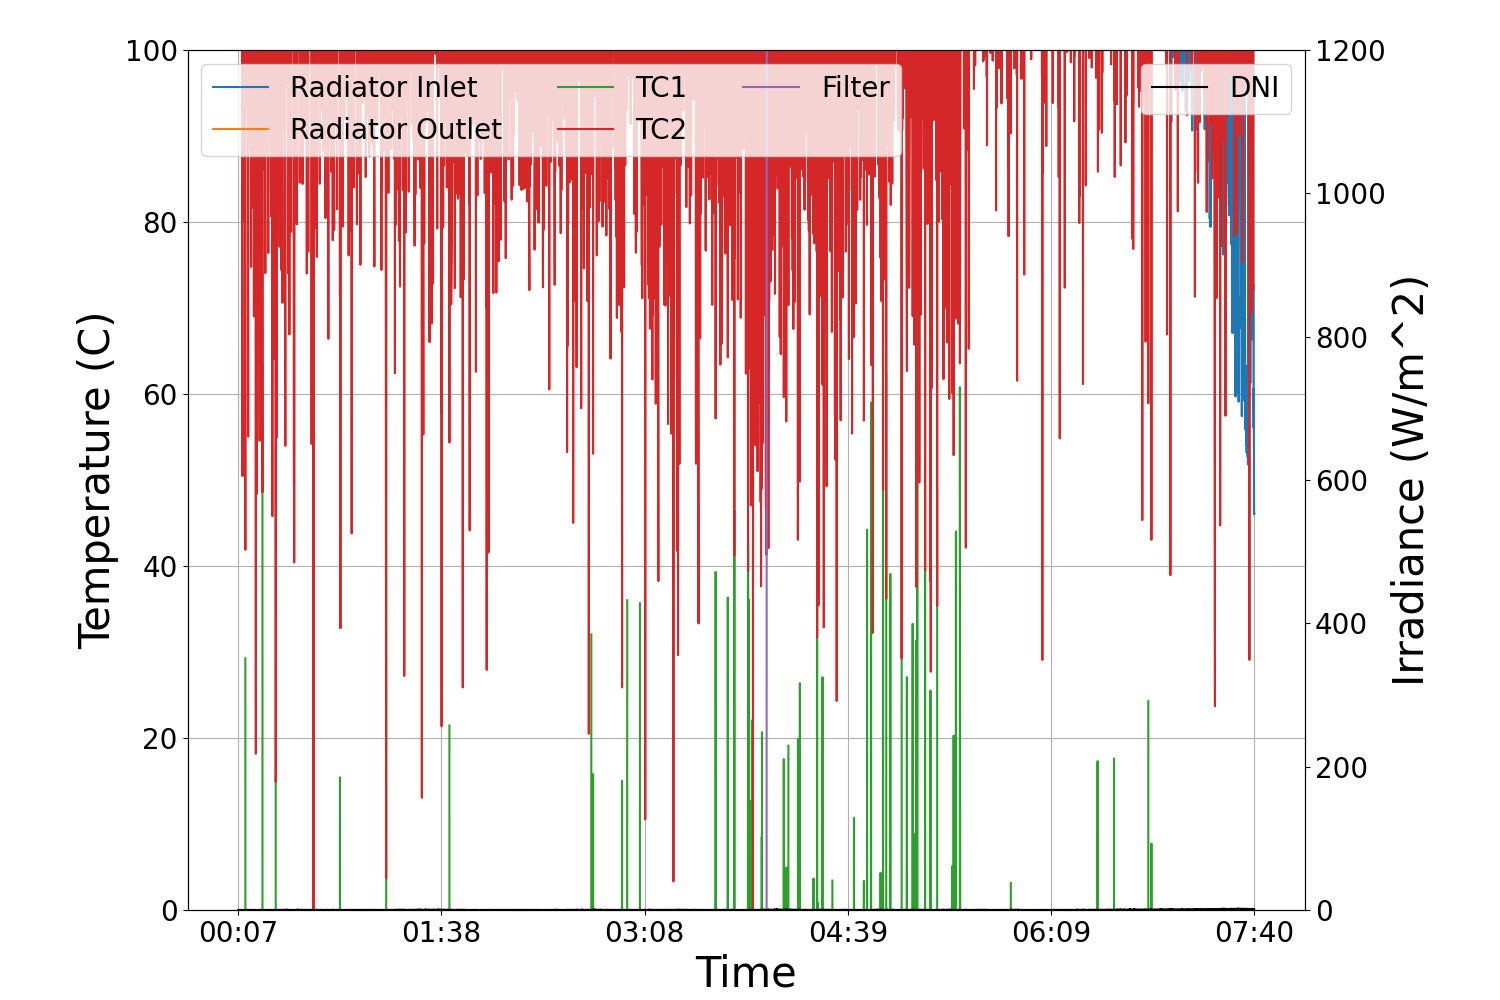 100
80
60
40
20
0
Temperature (C)
Radiator Inlet
Radiator Outlet
TC1
TC2
Filter
DNI
1200
1000
800
600
400
200
0
Irradiance (W/m^2)
00:07 01:38 03:08 04:39 06:09 07:40
Time